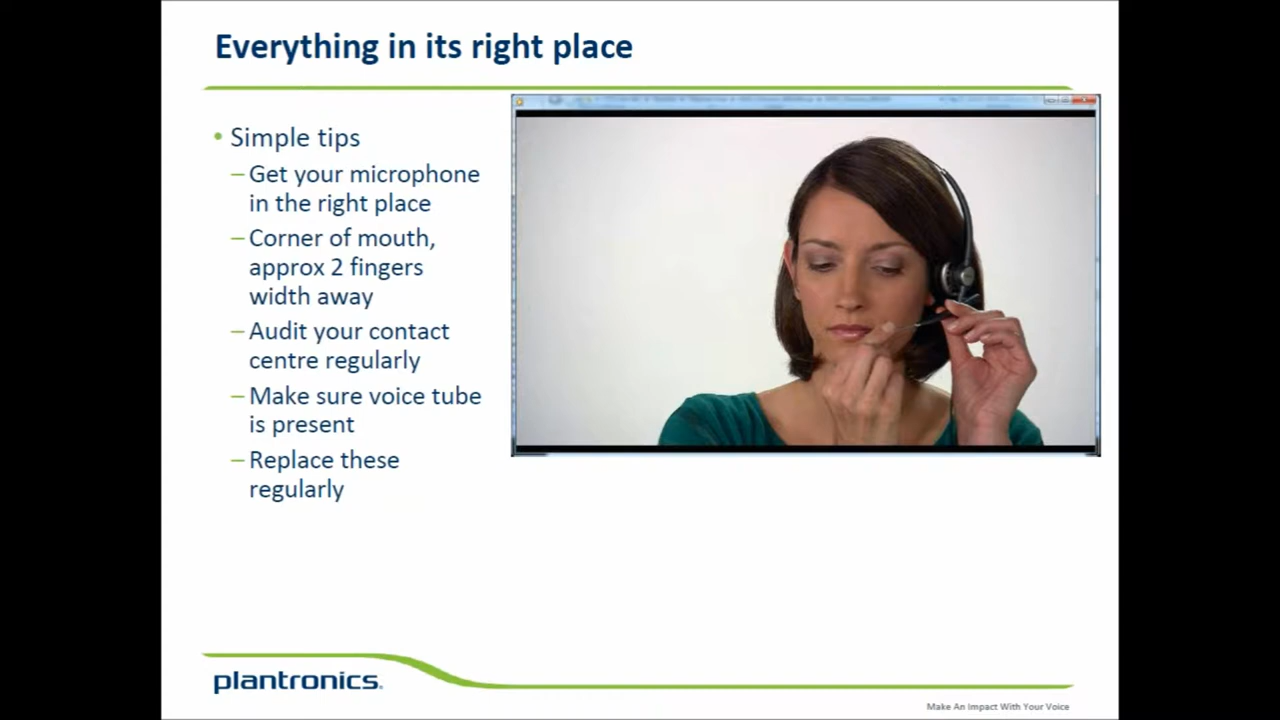 Everything in its right place
• Simple tips
– Get your microphone
in the right place
– Corner of mouth,
approx 2 fingers
width away
– Audit your contact
centre regularly
– Make sure voice tube
is present
– Replace these
regularly
plantronics.
Make An Impact With Your Voice